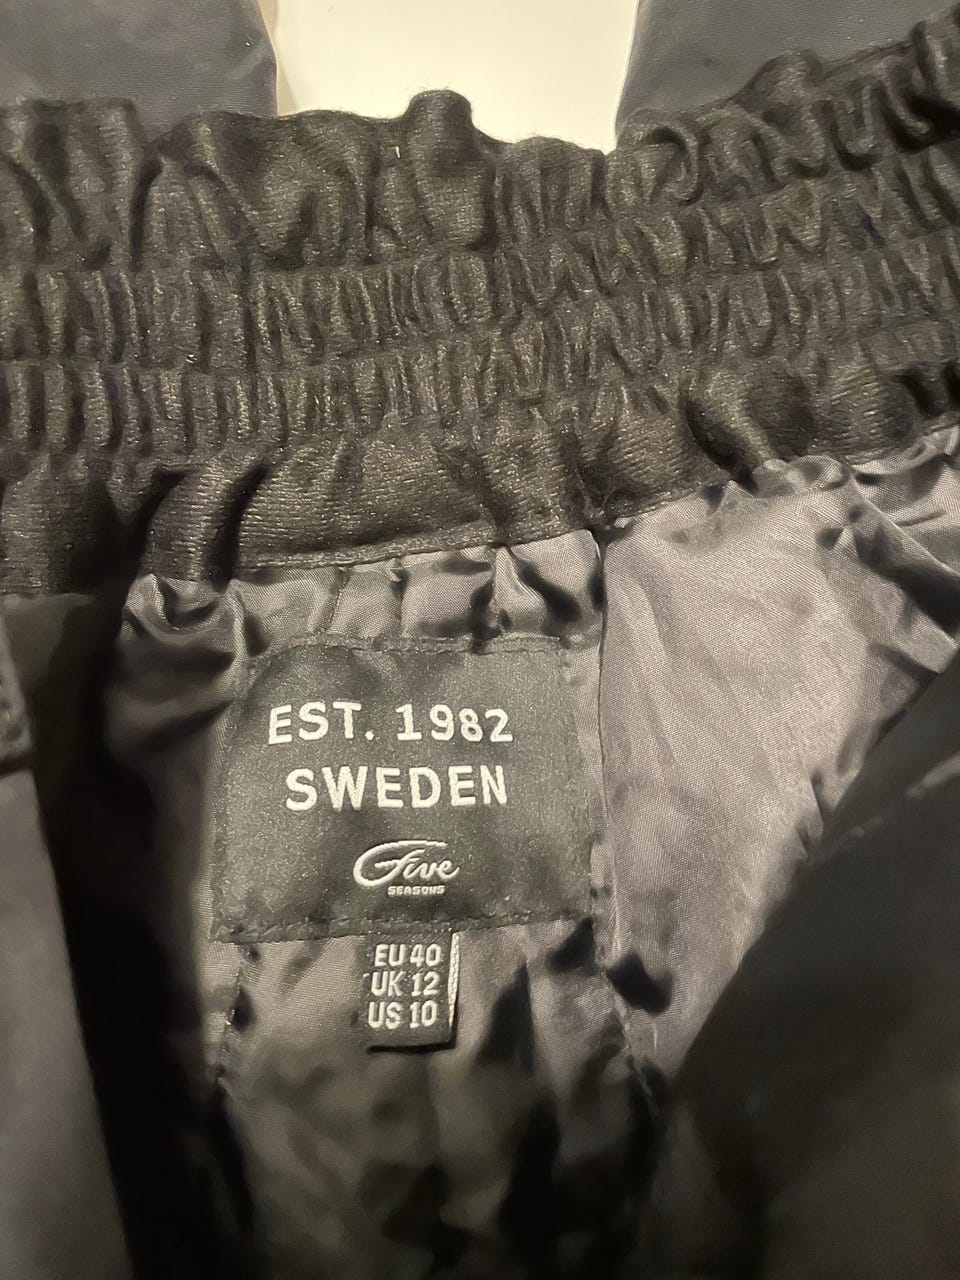 EST. 1982
SWEDEN
Five
SEASONS
EU 40
UK 12
US 10